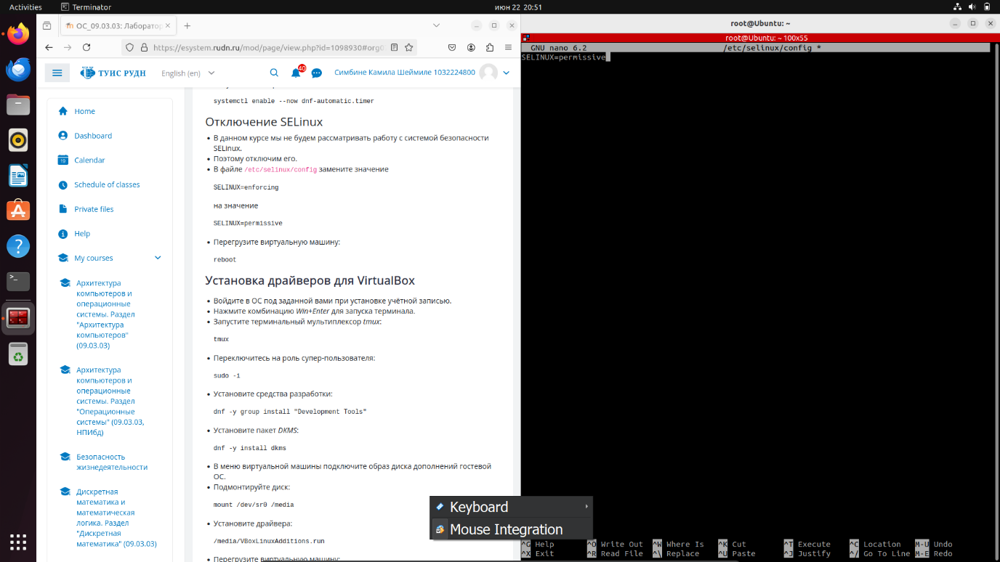 Activities
Terminator
июн 22 20:51
ОС_09.03.03: Лаборатор
https://esystem.rudn.ru/mod/page/view.php?id=1098930#org0
ТУИС РУДН
English (en)
40
Симбине Камила Шеймиле 1032224800
Home
Dashboard
19
Calendar
Schedule of classes
Private files
Help
My courses
Архитектура
компьютеров и
операционные
системы. Раздел
"Архитектура
компьютеров"
(09.03.03)
Архитектура
компьютеров и
операционные
системы. Раздел
"Операционные
системы" (09.03.03,
НПИбд)
Безопасность
жизнедеятельности
Дискретная
математика и
математическая
логика. Раздел
"Дискретная
математика" (09.03.03)
systemctl enable --now dnf-automatic.timer
Отключение SELinux
В данном курсе мы не будем рассматривать работу с системой безопасности
SELinux.
Поэтому отключим его.
В файле /etc/selinux/config замените значение
SELINUX=enforcing
на значение
SELINUX=permissive
Перегрузите виртуальную машину:
reboot
Установка драйверов для VirtualBox
Войдите в ОС под заданной вами при установке учётной записью.
Нажмите комбинацию Win+Enter для запуска терминала.
Запустите терминальный мультиплексор tmux:
tmux
Переключитесь на роль супер-пользователя:
sudo -i
Установите средства разработки:
dnf -y group install "Development Tools"
Установите пакет DKMS:
dnf -y install dkms
В меню виртуальной машины подключите образ диска дополнений гостевой
ОС.
Подмонтируйте диск:
mount /dev/sr0 /media
Установите драйвера:
/media/VBoxLinuxAdditions.run
Перегрузите виртуальную машину:
Keyboard
Mouse Integration
root@Ubuntu: ~
root@Ubuntu: ~ 100x55
GNU nano 6.2 /etc/selinux/config *
SELINUX=permissive
^G Help ^O Write Out ^W Where Is ^K Cut ^T Execute ^C Location M-U Undo
^X Exit ^R Read File ^\ Replace ^U Paste ^J Justify ^/ Go To Line M-E Redo